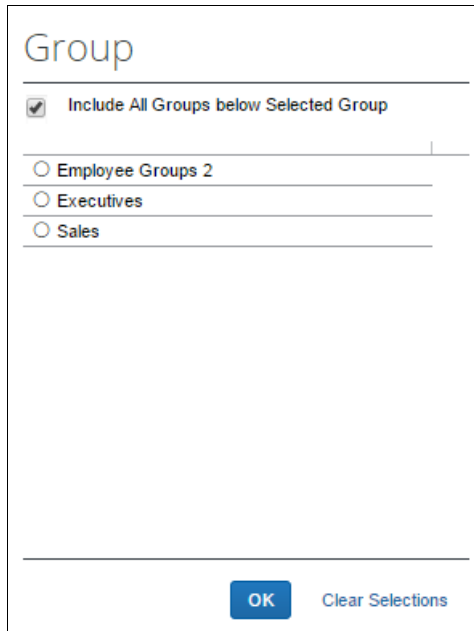 Group
Include All Groups below Selected Group
Employee Groups 2
Executives
Sales
OK Clear Selections